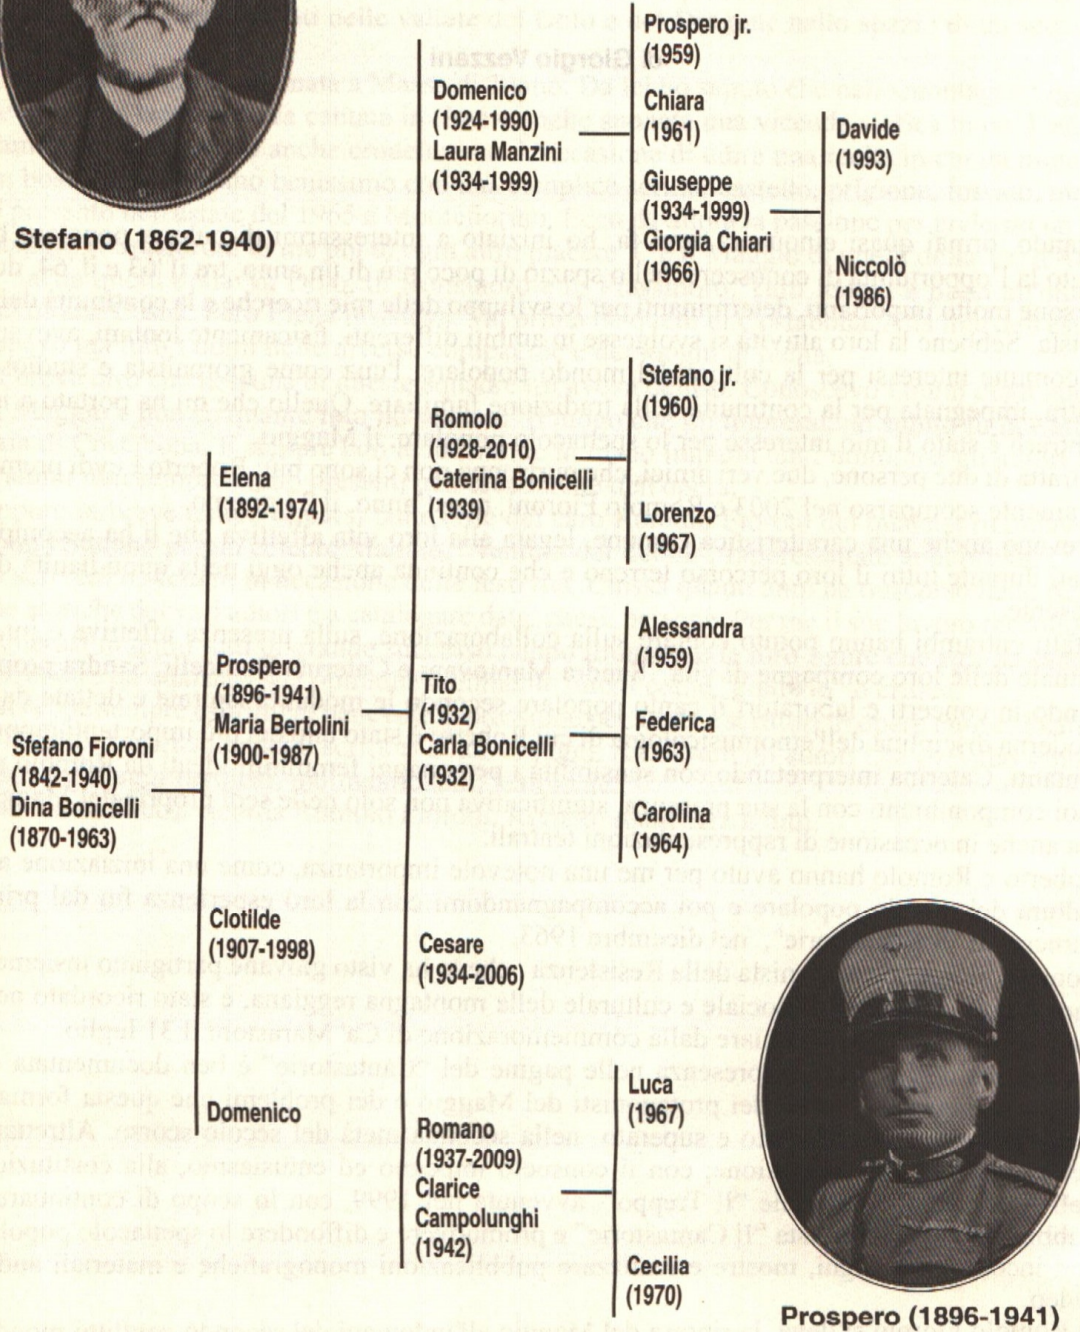 Stefano (1862-1940)
Sfefano Fioroni
(1842-1940)
Dina Bonicelli
(1870-1963)
Elena
(1892-1974)
Prospero
(1896-1941)
Maria Bertolini
(1900-1987)
Clotilde
(1907-1998)
Domenico
Domenico
(1924-1990)
Laura Manzini
(1934-1999)
Romolo
(1928-2010)
Caterina Bonicelli
(1939)
Tito
(1932)
Carla Bonicelli
(1932)
Cesare
(1934-2006)
Romano
(1937-2009)
Clarice
Campolunghi
(1942)
Prospero jr.
(1959)
Chiara
(1961)
Giuseppe
(1934-1999)
Giorgia Chiari
(1966)
Stefano jr.
(1960)
Lorenzo
(1967)
Alessandra
(1959)
Federica
(1963)
Carolina
(1964)
Luca
(1967)
Cecilia
(1970)
Davide
(1993)
Niccolò
(1986)
Prospero (1896-1941)